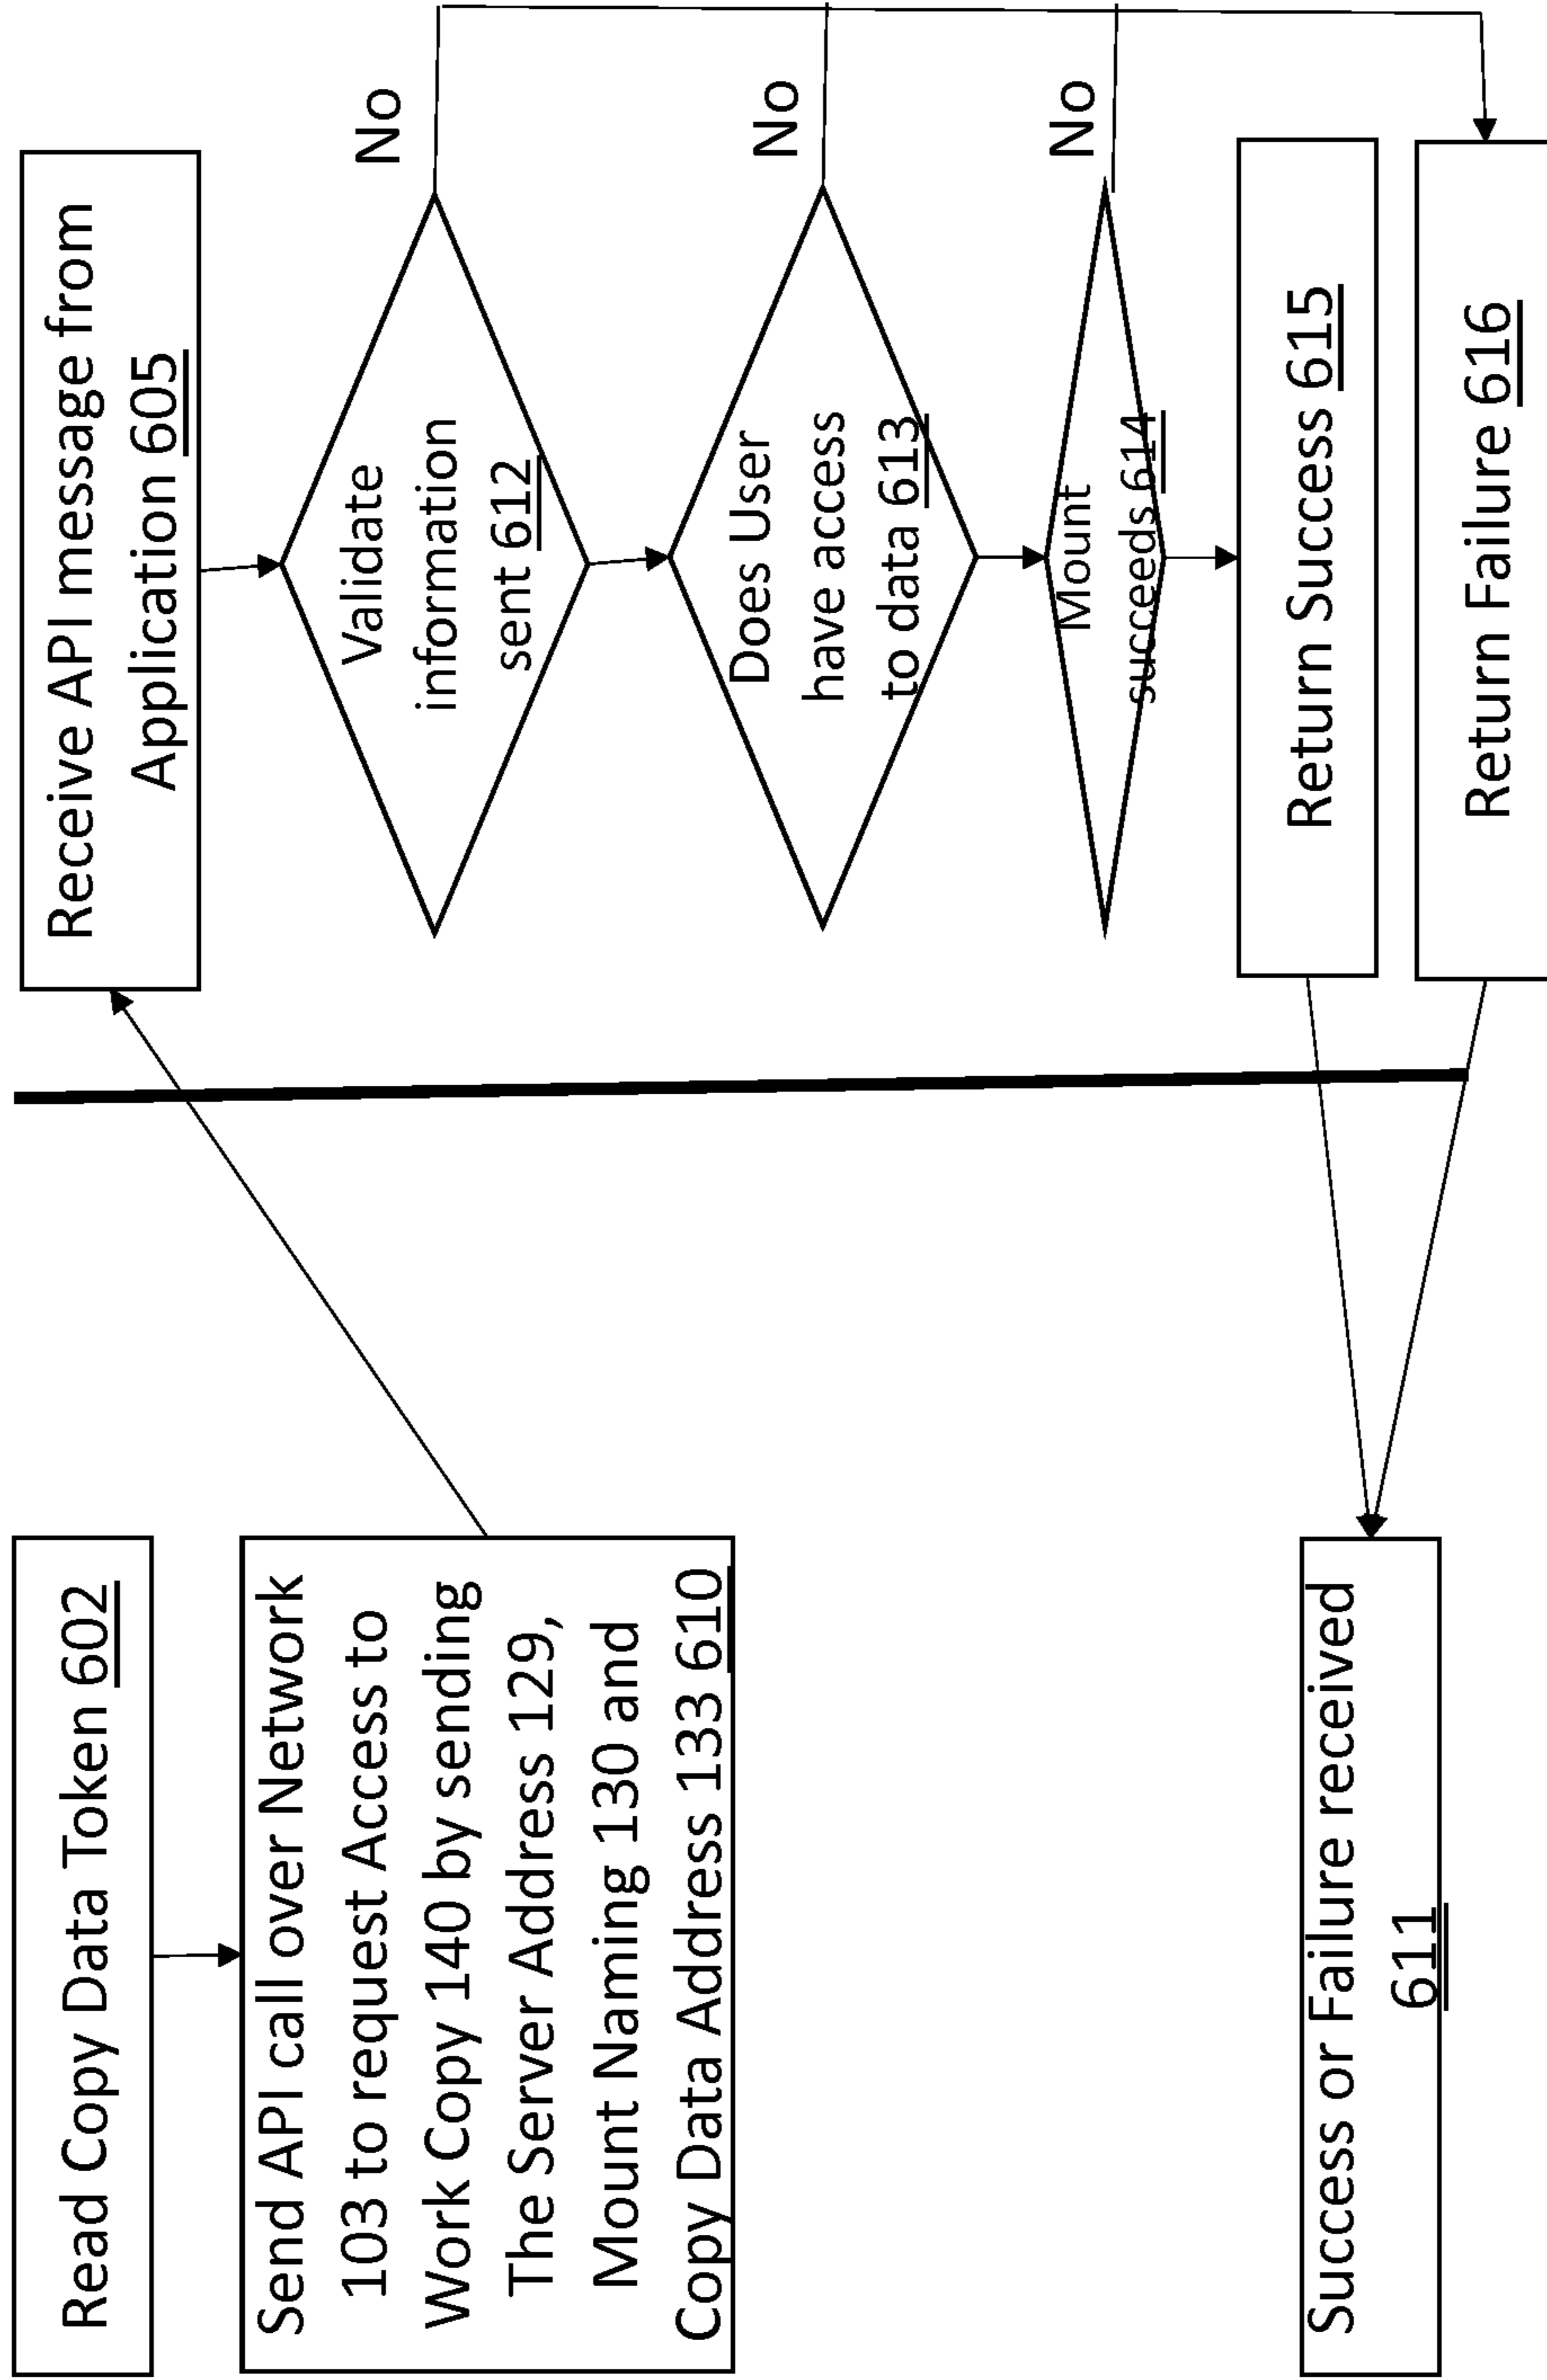 Read Copy Data Token 602
Send API call over Network
103 to request Access to
Work Copy 140 by sending
The Server Address 129,
Mount Naming 130 and
Copy Data Address 133 610
Success or Failure received
611
Receive API message from
Application 605
Validate
information
sent 612
No
Does User
have access
to data 613
No
Mount
succeeds 614
No
Return Success 615
Return Failure 616